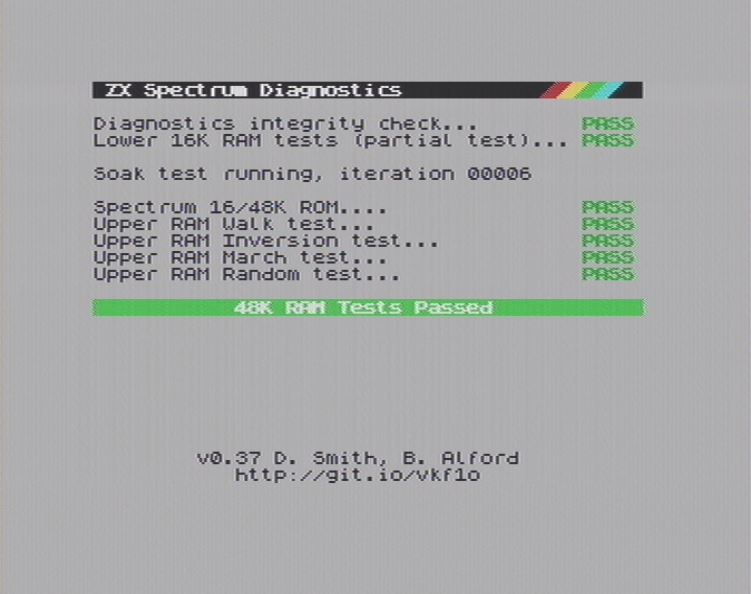 ZX Spectrum Diagnostics
Diagnostics integrity check... PASS
Lower 16K RAM tests (partial test)... PASS
Soak test running, iteration 00006
Spectrum 16/48K ROM.... PASS
Upper RAM Walk test... PASS
Upper RAM Inversion test... PASS
Upper RAM March test... PASS
Upper RAM Random test... PASS
48K RAM Tests Passed
v0.37 D. Smith, B. Alford
http://git.io/vkf1o